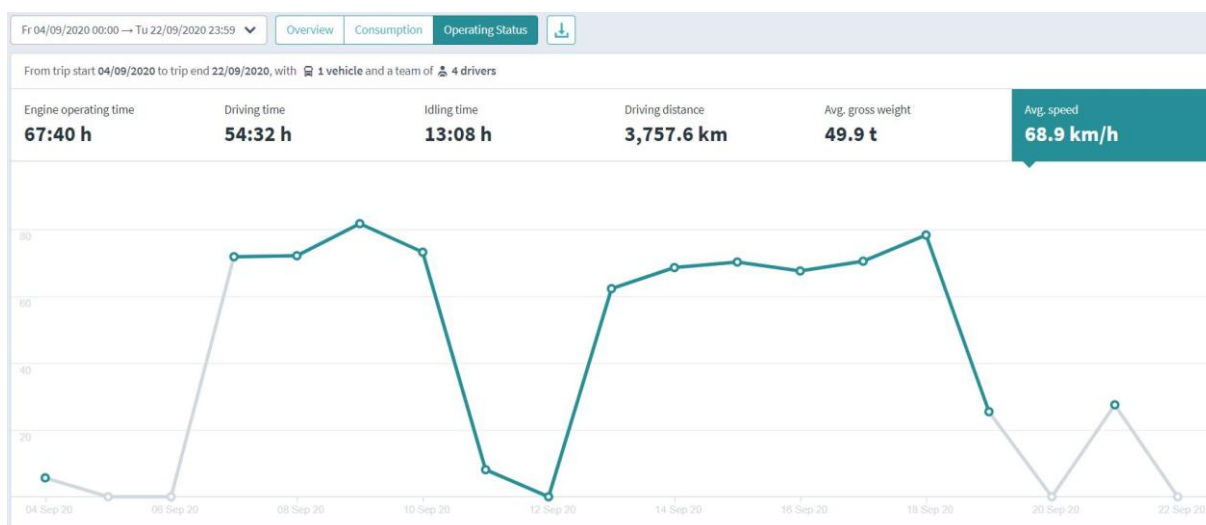 Fr 04/09/2020 00:00 → Tu 22/09/2020 23:59 Overview Consumption Operating Status
From trip start 04/09/2020 to trip end 22/09/2020, with 1 vehicle and a team of 4 drivers
Engine operating time Driving time Idling time Driving distance Avg. gross weight Avg. speed
67:40 h 54:32 h 13:08 h 3,757.6 km 49.9 t 68.9 km/h
80
60
40
20
04 Sep 20 06 Sep 20 08 Sep 20 10 Sep 20 12 Sep 20 14 Sep 20 16 Sep 20 18 Sep 20 20 Sep 20 22 Sep 20